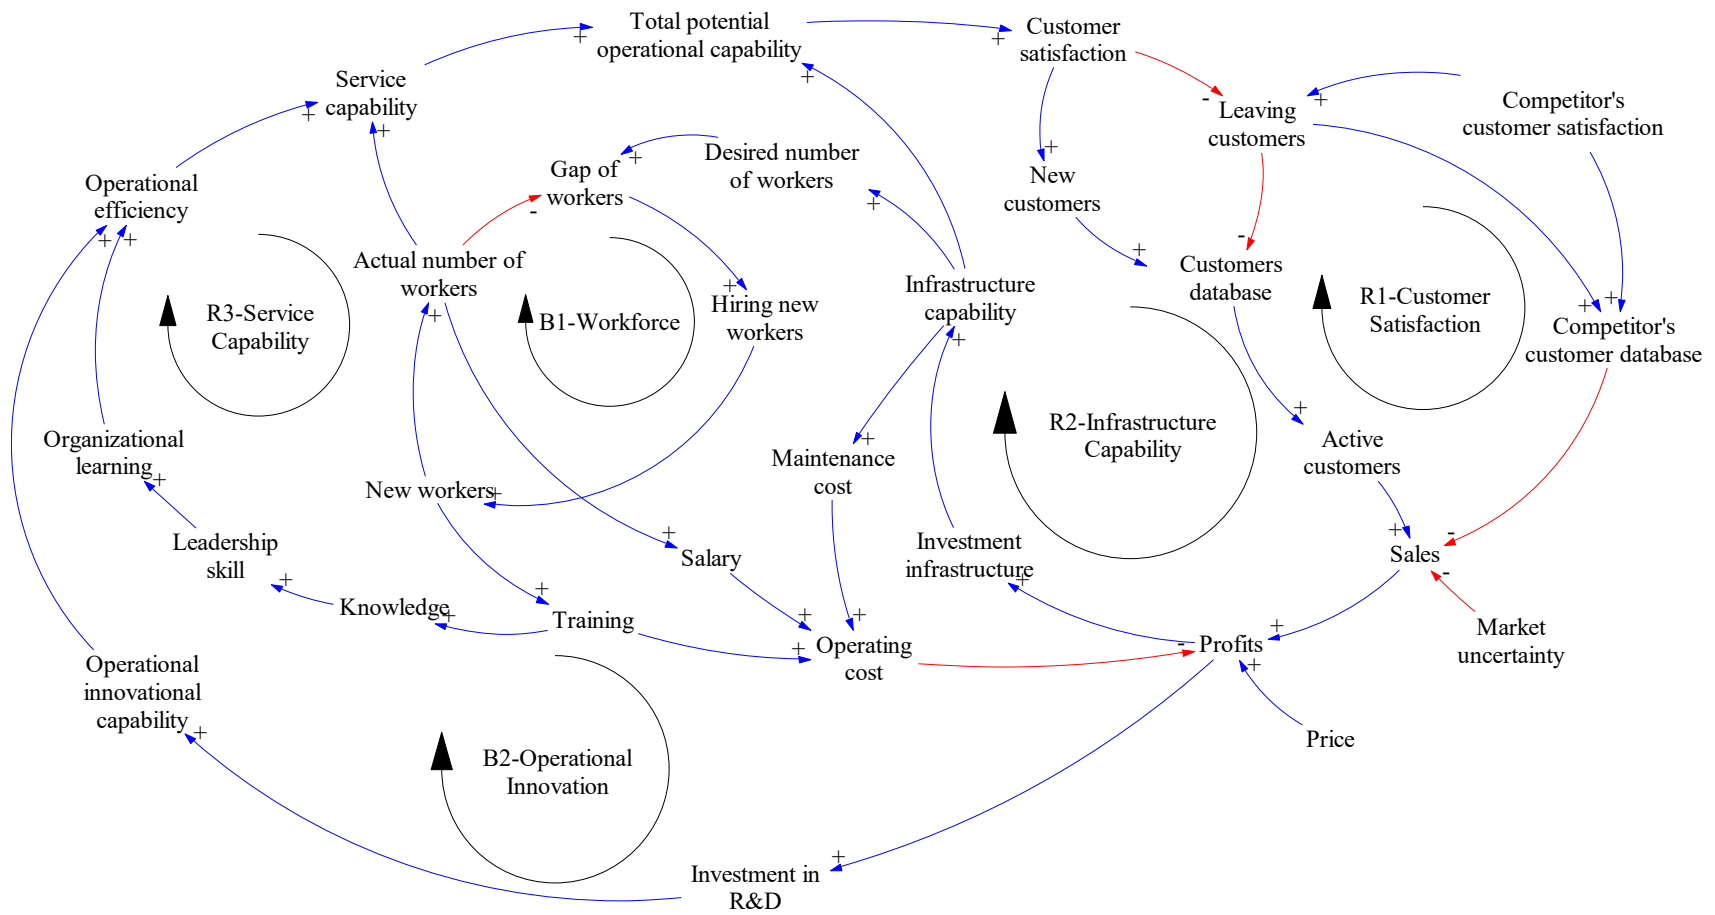 Total potential
operational capability
Customer
satisfaction
Service
capability
Leaving
customers
Competitor's
customer satisfaction
Gap of
workers
Desired number
of workers
New
customers
Operational
efficiency
Actual number of
workers
Hiring new
workers
Infrastructure
capability
Customers
database
R1-Customer
Satisfaction
Competitor's
customer database
R3-Service
Capability
B1-Workforce
R2-Infrastructure
Capability
Organizational
learning
Maintenance
cost
Active
customers
New workers
Leadership
skill
Salary
Investment
infrastructure
Sales
Knowledge
Training
Operating
cost
Profits
Market
uncertainty
Operational
innovational
capability
Price
B2-Operational
Innovation
Investment in
R&D